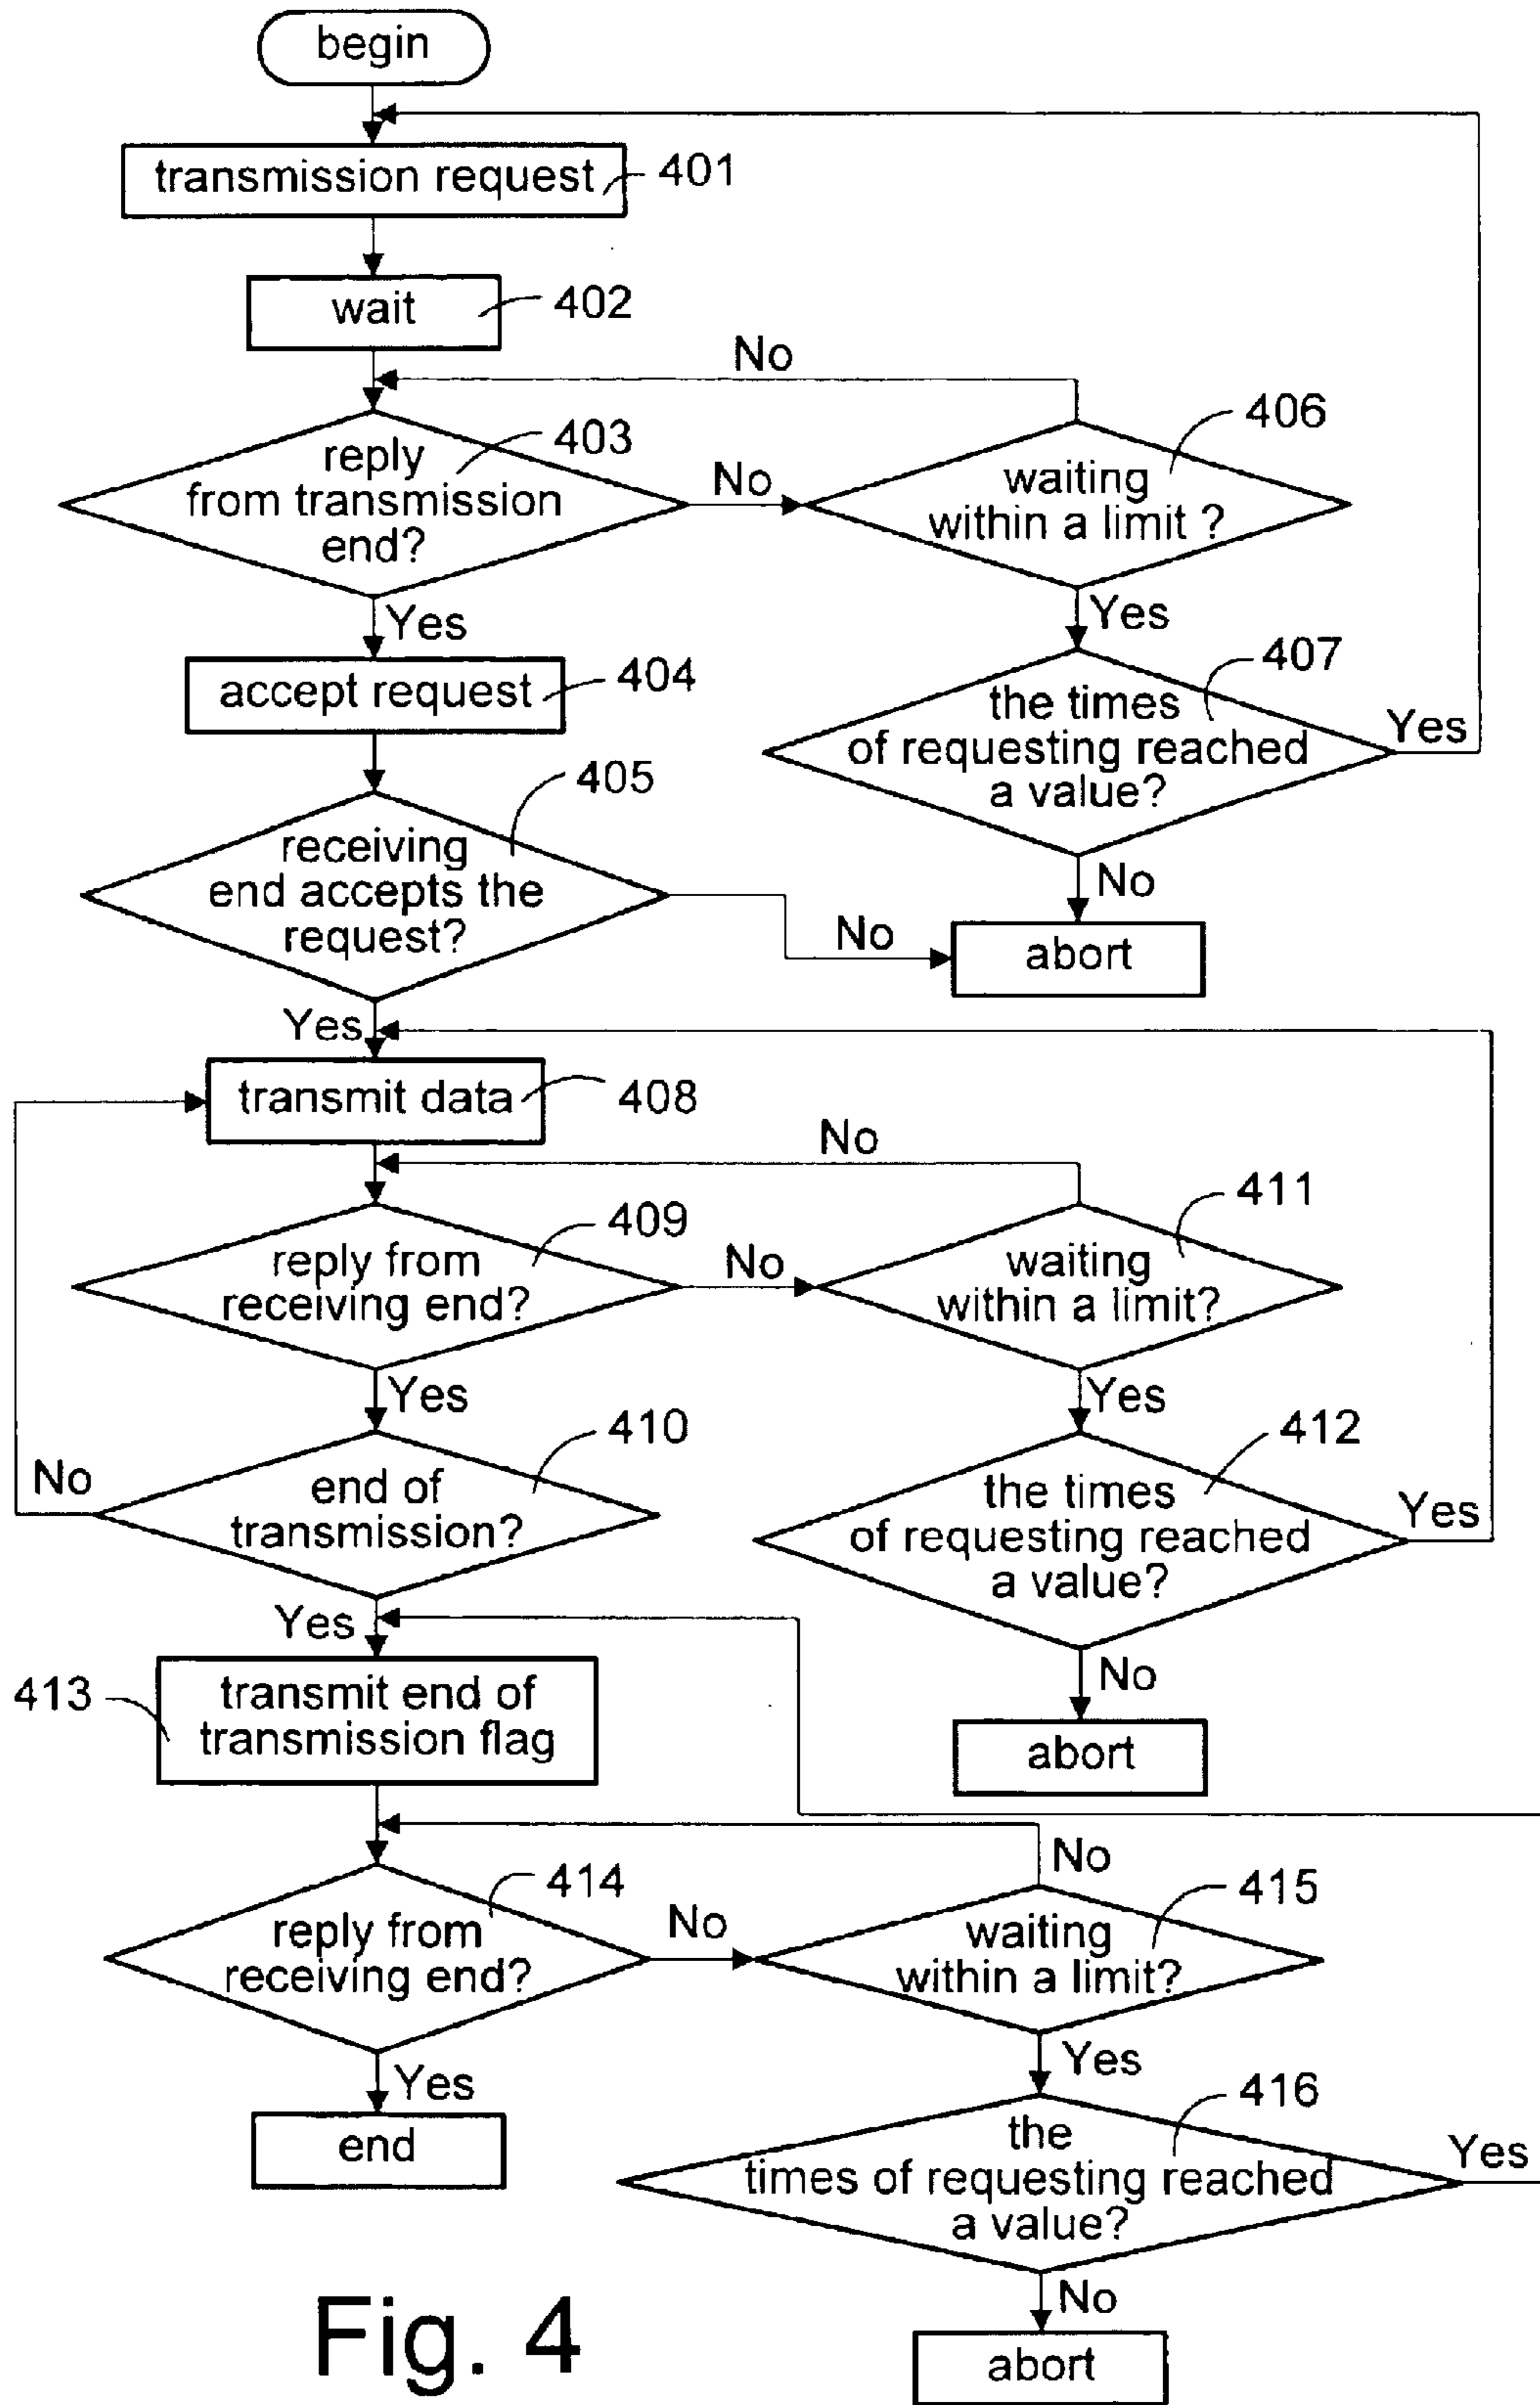 begin
transmission request
401
wait
402
No
reply
from transmission
end?
403
No
waiting
within a limit ?
406
Yes
Yes
accept request
404
the times
of requesting reached
a value?
407
Yes
receiving
end accepts the
request?
405
No
No
abort
Yes
transmit data
408
No
reply from
receiving end?
409
No
waiting
within a limit?
411
Yes
Yes
end of
transmission?
410
No
the times
of requesting reached
a value?
412
Yes
Yes
No
413
transmit end of
transmission flag
abort
No
reply from
receiving end?
414
No
waiting
within a limit?
415
Yes
Yes
end
the
times of requesting reached
a value?
416
Yes
No
abort
Fig. 4